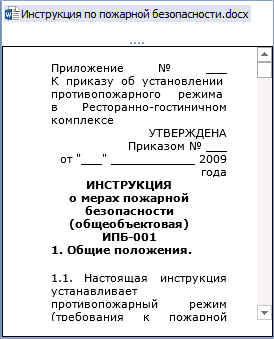 Инструкция по пожарной безопасности.docx
Приложение № ___
К приказу об установлении
противопожарного режима
в Ресторанно-гостиничном
комплексе
УТВЕРЖДЕНА
Приказом № ___
от "___" ____________ 2009
года
ИНСТРУКЦИЯ
о мерах пожарной
безопасности
(общеобъектовая)
ИПБ-001
1. Общие положения.
1.1. Настоящая инструкция
устанавливает
противопожарный режим
(требования к пожарной